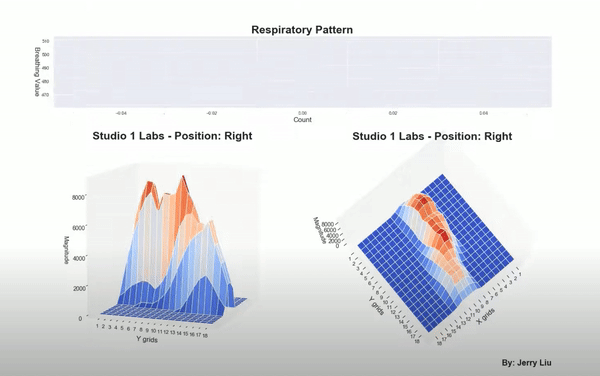 Respiratory Pattern
Breathing Value
510
500
490
480
470
-0.04
-0.02
0.00
0.02
0.04
Count
Studio 1 Labs - Position: Right
Studio 1 Labs - Position: Right
8000
6000
4000
2000
0
Magnitude
1 2 3 4 5 6 7 8 9 10 11 12 13 14 15 16 17 18
Y grids
Magnitude
8000
6000
4000
2000
0
Y grids
X grids
By: Jerry Liu